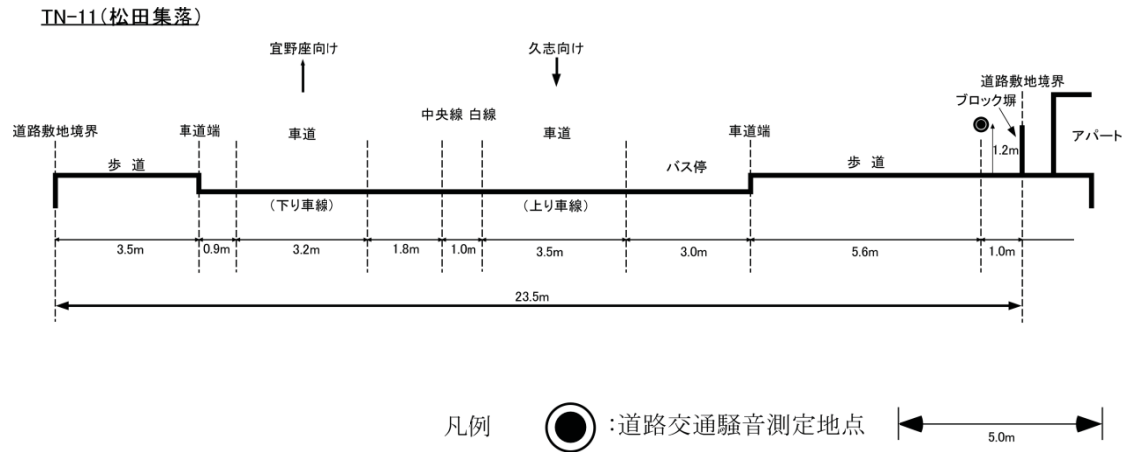 TN-11(松田集落)
宜野座向け
久志向け
道路敷地境界
ブロック塀
中央線 白線
道路敷地境界
車道端
車道
車道
車道端
1.2m
アパート
歩 道
バス停
歩 道
(下り車線)
(上り車線)
3.5m
0.9m
3.2m
1.8m
1.0m
3.5m
3.0m
5.6m
1.0m
23.5m
凡例
:道路交通騒音測定地点
5.0m